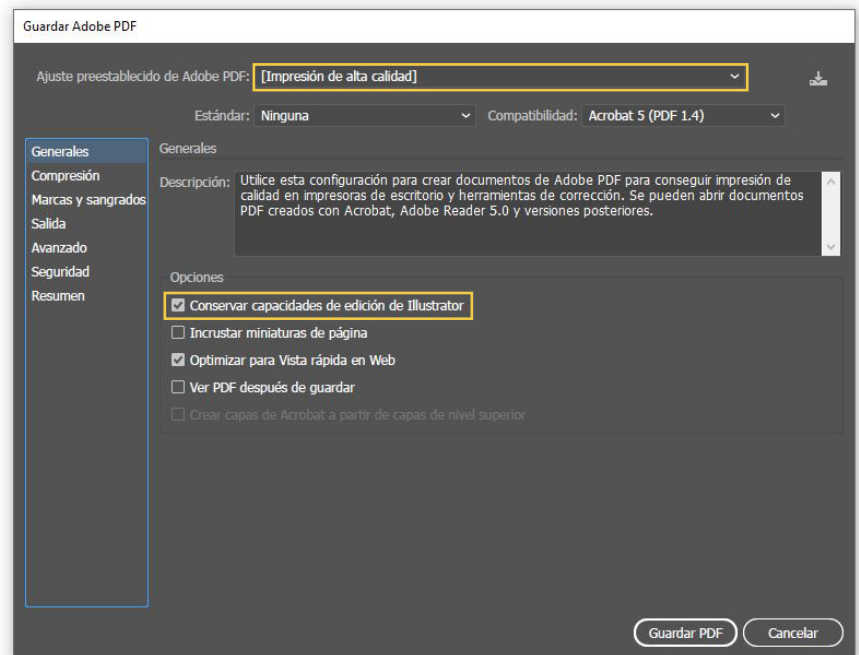 Guardar Adobe PDF
Ajuste preestablecido de Adobe PDF: [Impresión de alta calidad]
Estándar: Ninguna Compatibilidad: Acrobat 5 (PDF 1.4)
Generales
Compresión
Marcas y sangrados
Salida
Avanzado
Seguridad
Resumen
Generales
Descripción: Utilice esta configuración para crear documentos de Adobe PDF para conseguir impresión de
calidad en impresoras de escritorio y herramientas de corrección. Se pueden abrir documentos
PDF creados con Acrobat, Adobe Reader 5.0 y versiones posteriores.
Opciones
Conservar capacidades de edición de Illustrator
Incrustar miniaturas de página
Optimizar para Vista rápida en Web
Ver PDF después de guardar
Crear capas de Acrobat a partir de capas de nivel superior
Guardar PDF Cancelar